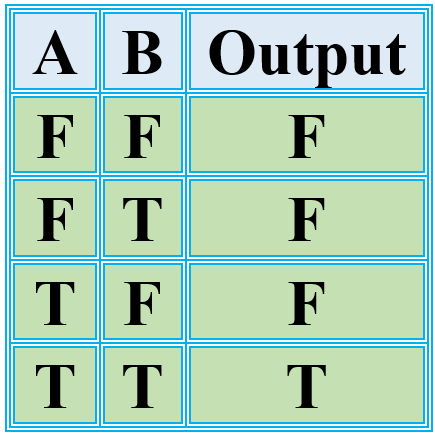 A B Output
F F F
F T F
T F F
T T T